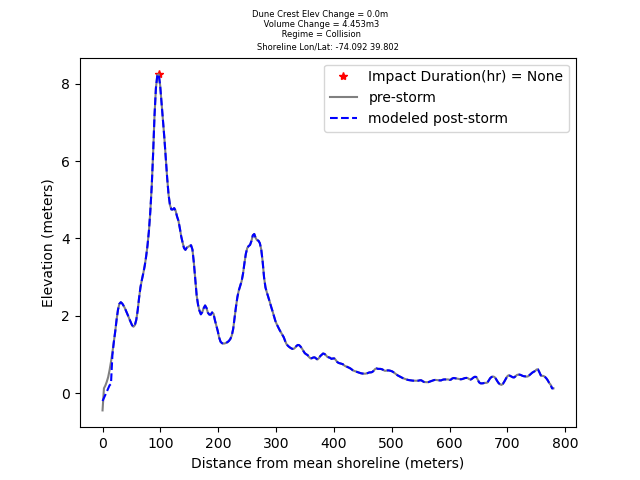 Dune Crest Elev Change = 0.0m
Volume Change = 4.453m3
Regime = Collision
Shoreline Lon/Lat: -74.092 39.802
Impact Duration(hr) = None
pre-storm
modeled post-storm
Elevation (meters)
8
6
4
2
0
0 100 200 300 400 500 600 700 800
Distance from mean shoreline (meters)